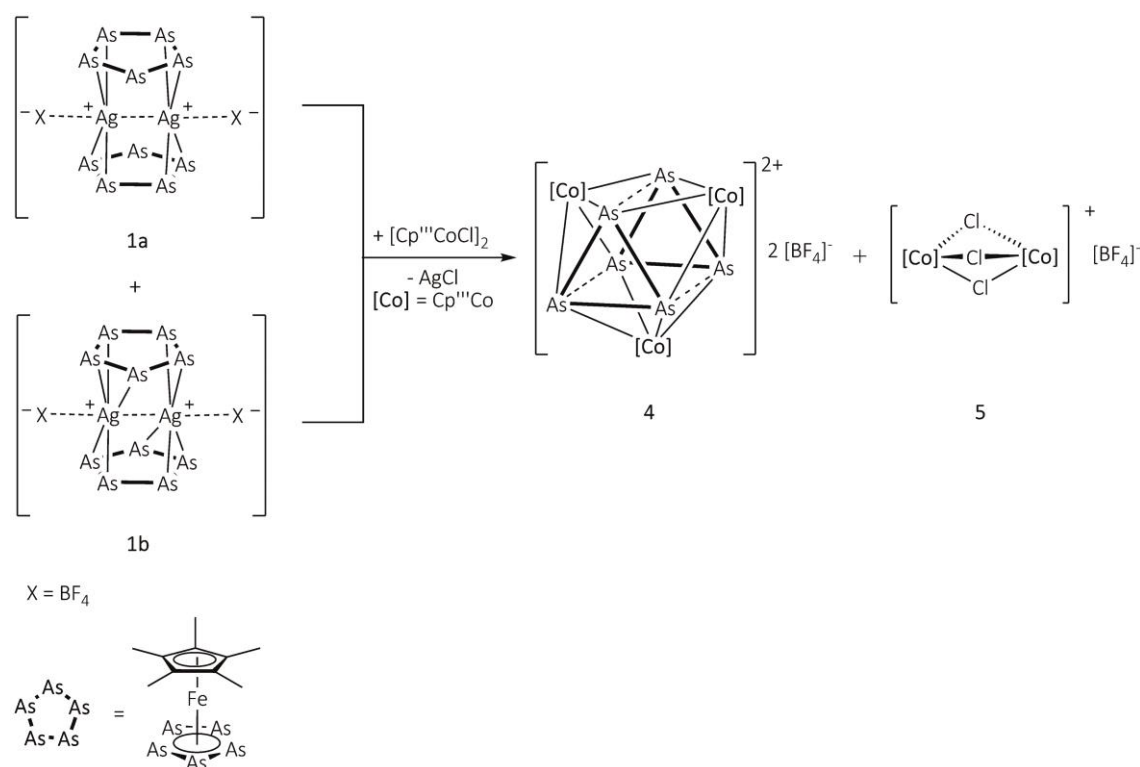 As As
As As
As
− X + Ag + Ag X −
As As As
As As
1a
+
As As
As As
As
− X + Ag + Ag X −
As As As
As As
1b
+ [Cp'''CoCl]2
- AgCl
[Co] = Cp'''Co
2+
As
[Co] [Co]
As
As As
As As
[Co]
2 [BF4]-
4
+
+
Cl
[Co] Cl [Co]
Cl
[BF4]-
5
X = BF4
As
As As
As As
=
Fe
As As
As As
As